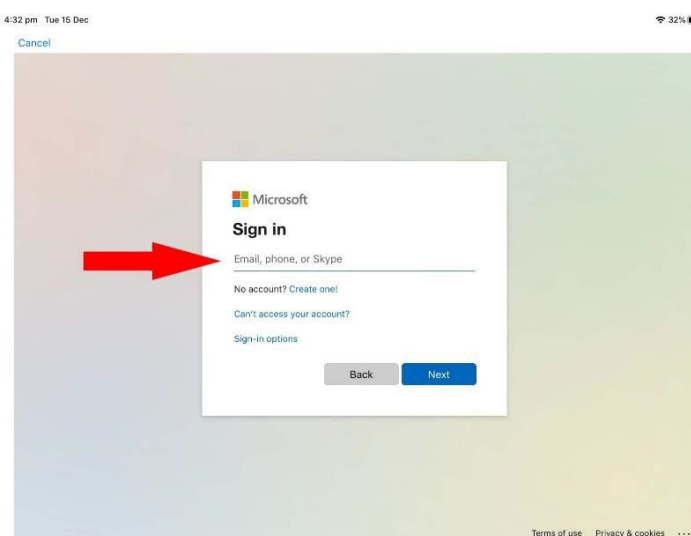 4:32 pm Tue 15 Dec 32%
Cancel
Microsoft
Sign in
Email, phone, or Skype
No account? Create one!
Can't access your account?
Sign-in options
Back Next
Terms of use Privacy & cookies ...